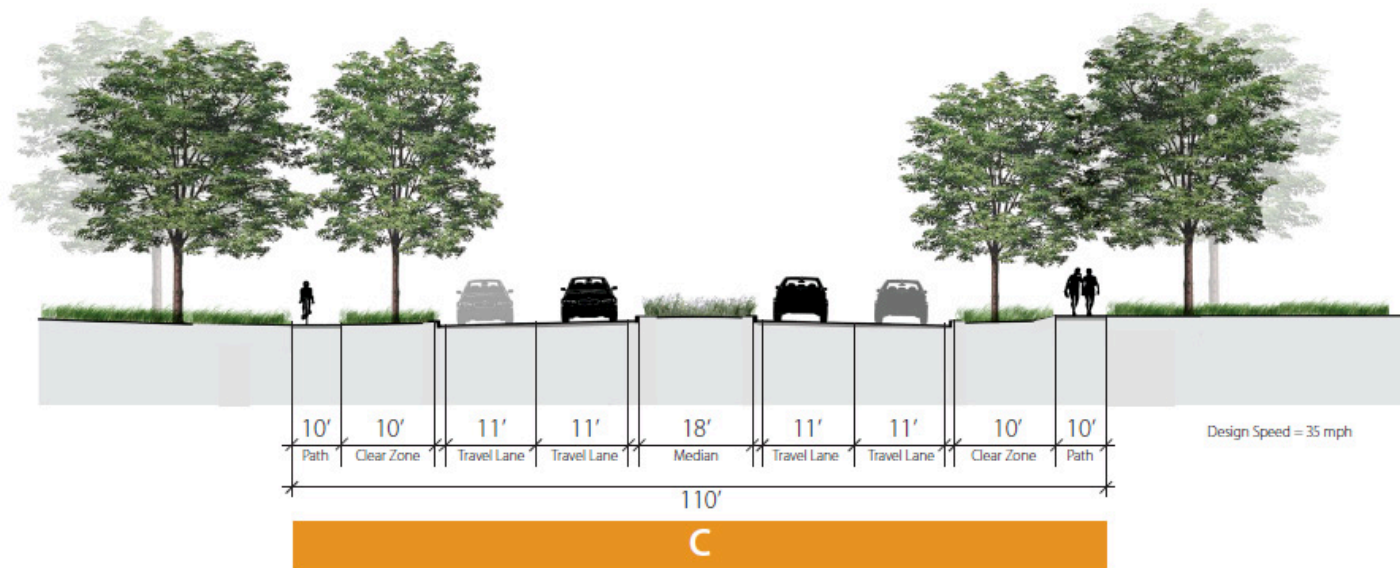 10' 10' 11' 11' 18' 11' 11' 10' 10'
Path Clear Zone Travel Lane Travel Lane Median Travel Lane Travel Lane Clear Zone Path
Design Speed = 35 mph
110'
C